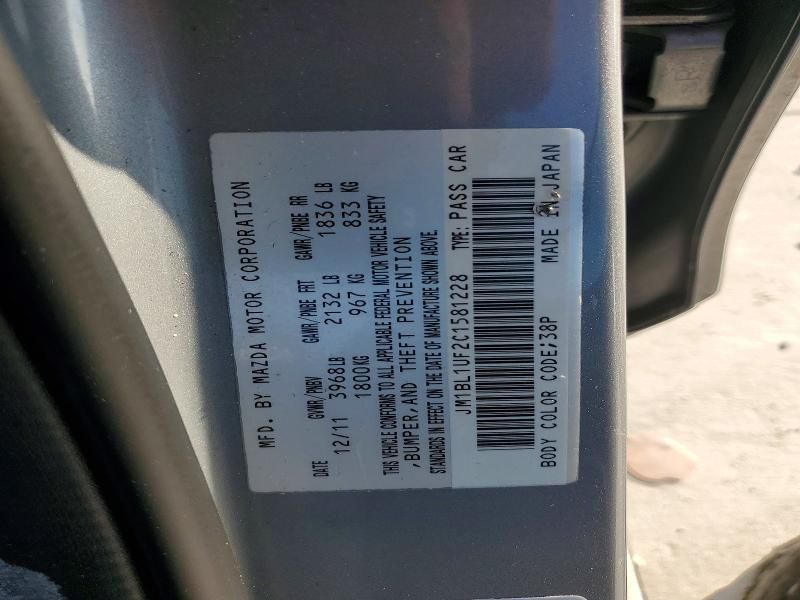 MFD. BY MAZDA MOTOR CORPORATION
DATE GVWR/PNBV GAWR/PNBE FRT GAWR/PNBE RR
12/11 3968LB 2132 LB 1836 LB
1800KG 967 KG 833 KG
THIS VEHICLE CONFORMS TO ALL APPLICABLE FEDERAL MOTOR VEHICLE SAFETY
,BUMPER,AND THEFT PREVENTION
STANDARDS IN EFFECT ON THE DATE OF MANUFACTURE SHOWN ABOVE.
JM1BL1UF2C1581228 TYPE: PASS CAR
BODY COLOR CODE;38P MADE IN JAPAN